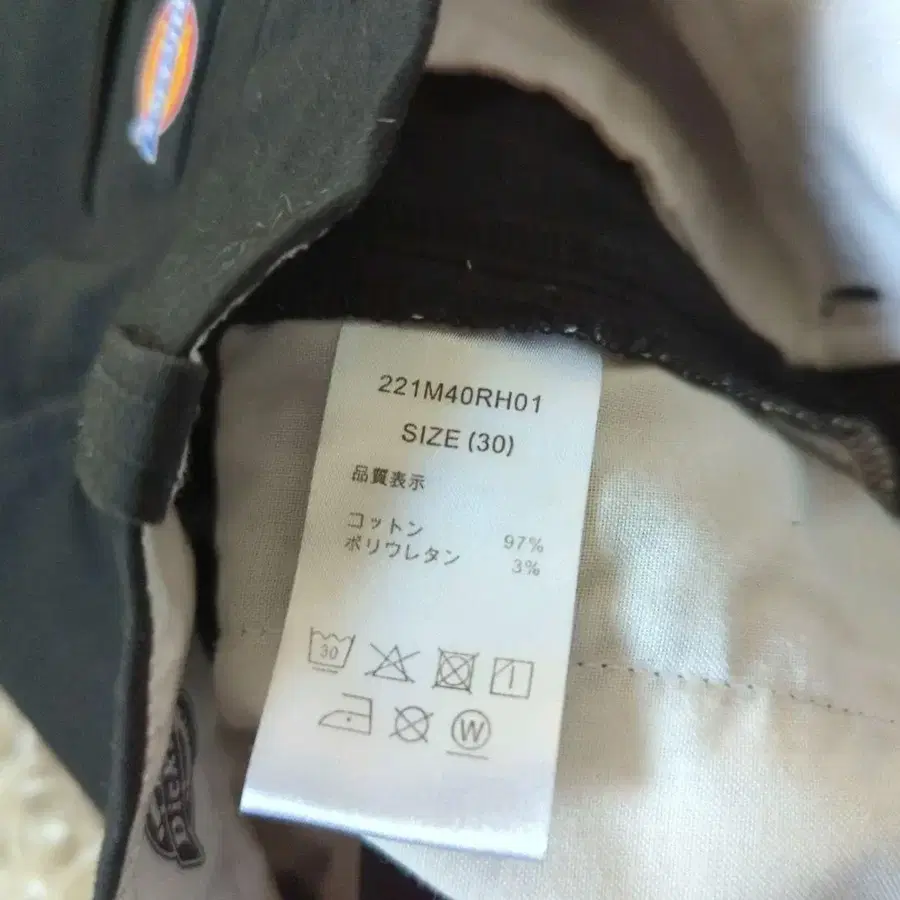 221M40RH01
SIZE (30)
品質表示
コットン 97%
ポリウレタン 3%
30
W